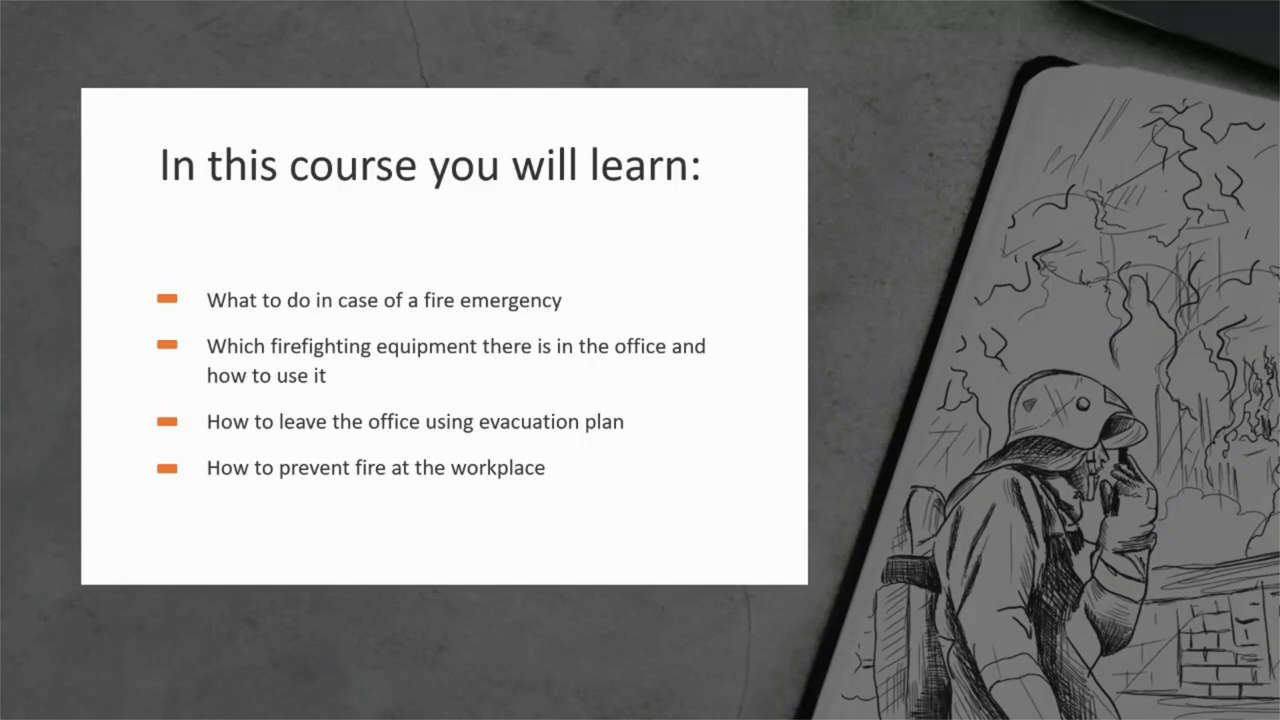 In this course you will learn:
What to do in case of a fire emergency
Which firefighting equipment there is in the office and
how to use it
How to leave the office using evacuation plan
How to prevent fire at the workplace